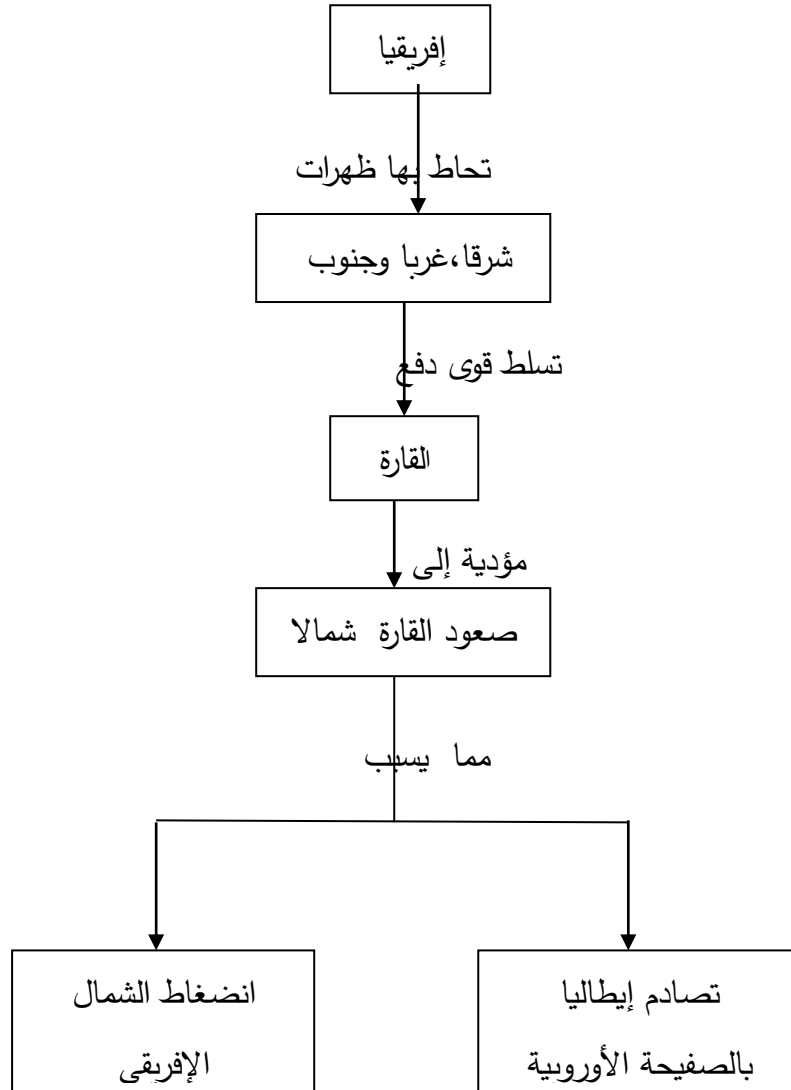 إفريقيا
تحاط بها ظهرات
شرقا،غربا وجنوب
تسلط قوى دفع
القارة
مؤدية إلى
صعود القارة شمالا
مما يسبب
انضغاط الشمال
الإفريقي
تصادم إيطاليا
بالصفيحة الأوروبية